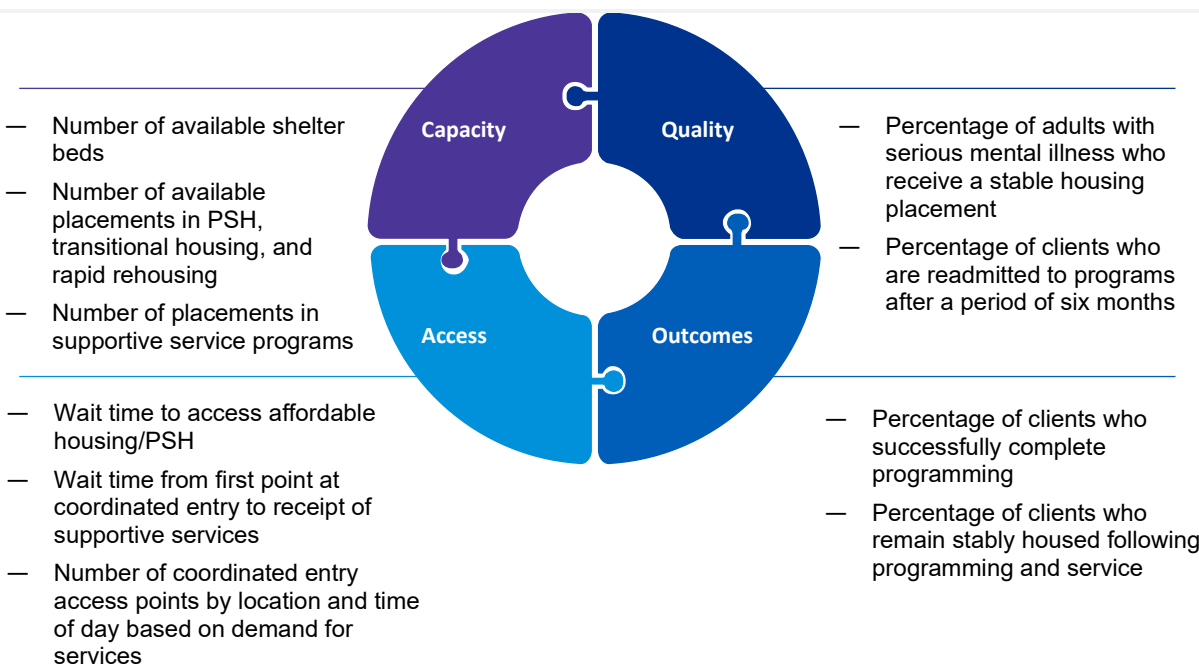 Capacity
— Number of available shelter
beds
— Number of available
placements in PSH,
transitional housing, and
rapid rehousing
— Number of placements in
supportive service programs
Quality
— Percentage of adults with
serious mental illness who
receive a stable housing
placement
— Percentage of clients who
are readmitted to programs
after a period of six months
Access
— Wait time to access affordable
housing/PSH
— Wait time from first point at
coordinated entry to receipt of
supportive services
— Number of coordinated entry
access points by location and time
of day based on demand for
services
Outcomes
— Percentage of clients who
successfully complete
programming
— Percentage of clients who
remain stably housed following
programming and service